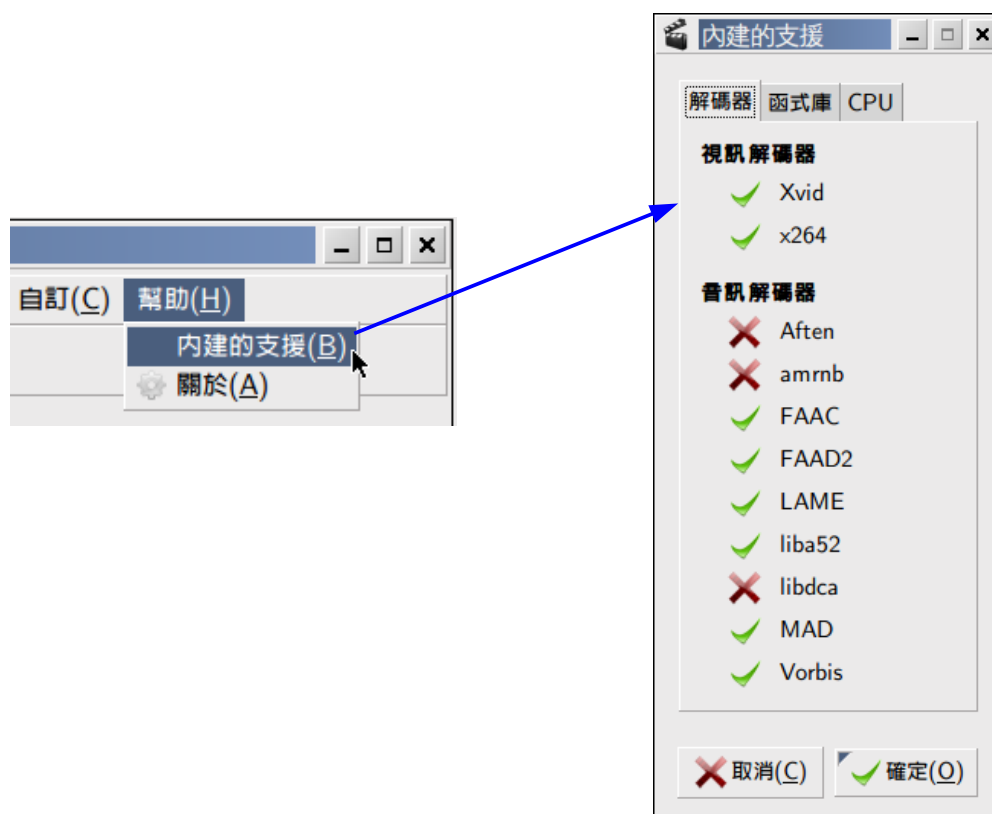 自訂(C) 幫助(H)
內建的支援(B)
關於(A)
內建的支援
解碼器 函式庫 CPU
視訊 解碼器
Xvid
x264
音訊 解碼器
Aften
amrnb
FAAC
FAAD2
LAME
liba52
libdca
MAD
Vorbis
取消(C) 確定(O)